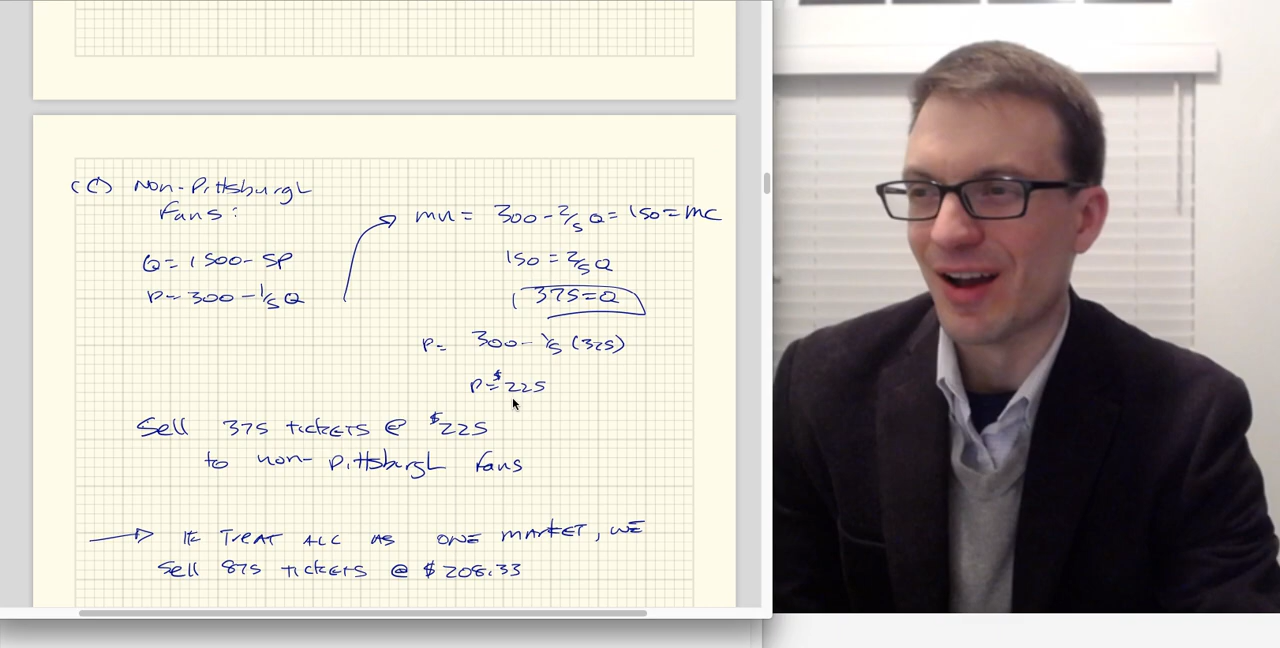 (C) Non-Pittsburgh
Fans:
Q = 1500 - 5P
P = 300 - 1/5 Q
MR = 300 - 2/5 Q = 150 = MC
150 = 2/5 Q
375 = Q
P = 300 - 1/5 (375)
P = $225
Sell 375 tickets @ $225
to non-Pittsburgh fans
→ IF TREAT ALL AS ONE MARKET, WE
Sell 875 tickets @ $208.33